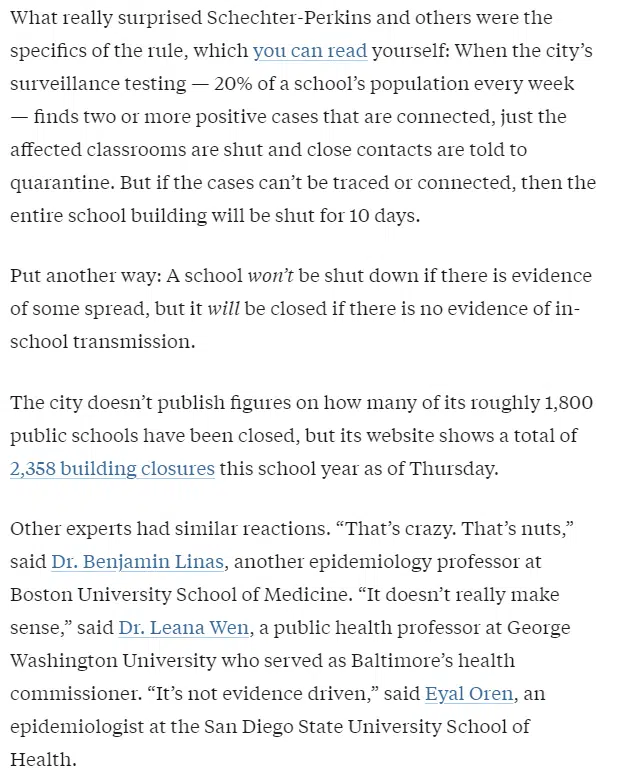 What really surprised Schechter-Perkins and others were the
specifics of the rule, which you can read yourself: When the city’s
surveillance testing — 20% of a school’s population every week
— finds two or more positive cases that are connected, just the
affected classrooms are shut and close contacts are told to
quarantine. But if the cases can’t be traced or connected, then the
entire school building will be shut for 10 days.
Put another way: A school won’t be shut down if there is evidence
of some spread, but it will be closed if there is no evidence of in-
school transmission.
The city doesn’t publish figures on how many of its roughly 1,800
public schools have been closed, but its website shows a total of
2,358 building closures this school year as of Thursday.
Other experts had similar reactions. “That’s crazy. That’s nuts,”
said Dr. Benjamin Linas, another epidemiology professor at
Boston University School of Medicine. “It doesn’t really make
sense,” said Dr. Leana Wen, a public health professor at George
Washington University who served as Baltimore’s health
commissioner. “It’s not evidence driven,” said Eyal Oren, an
epidemiologist at the San Diego State University School of
Health.